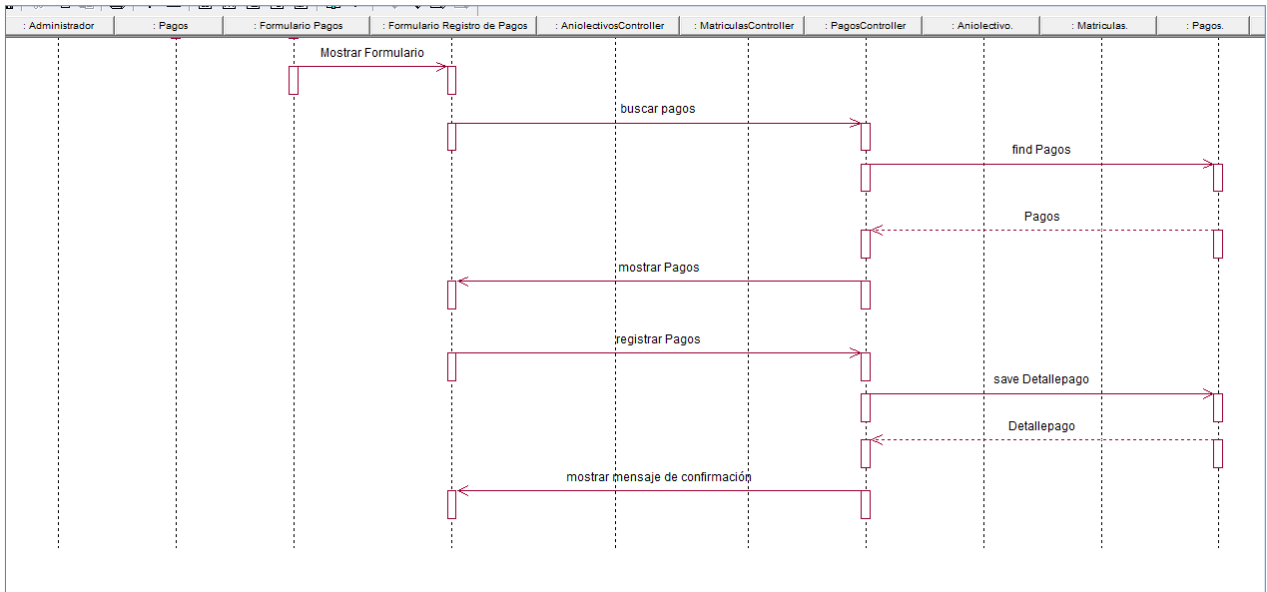 : Administrador
: Pagos
: Formulario Pagos
: Formulario Registro de Pagos
: AniolectivosController
: MatriculasController
: PagosController
: Aniolectivo.
: Matriculas.
: Pagos.
Mostrar Formulario
buscar pagos
find Pagos
Pagos
mostrar Pagos
registrar Pagos
save Detallepago
Detallepago
mostrar mensaje de confirmación